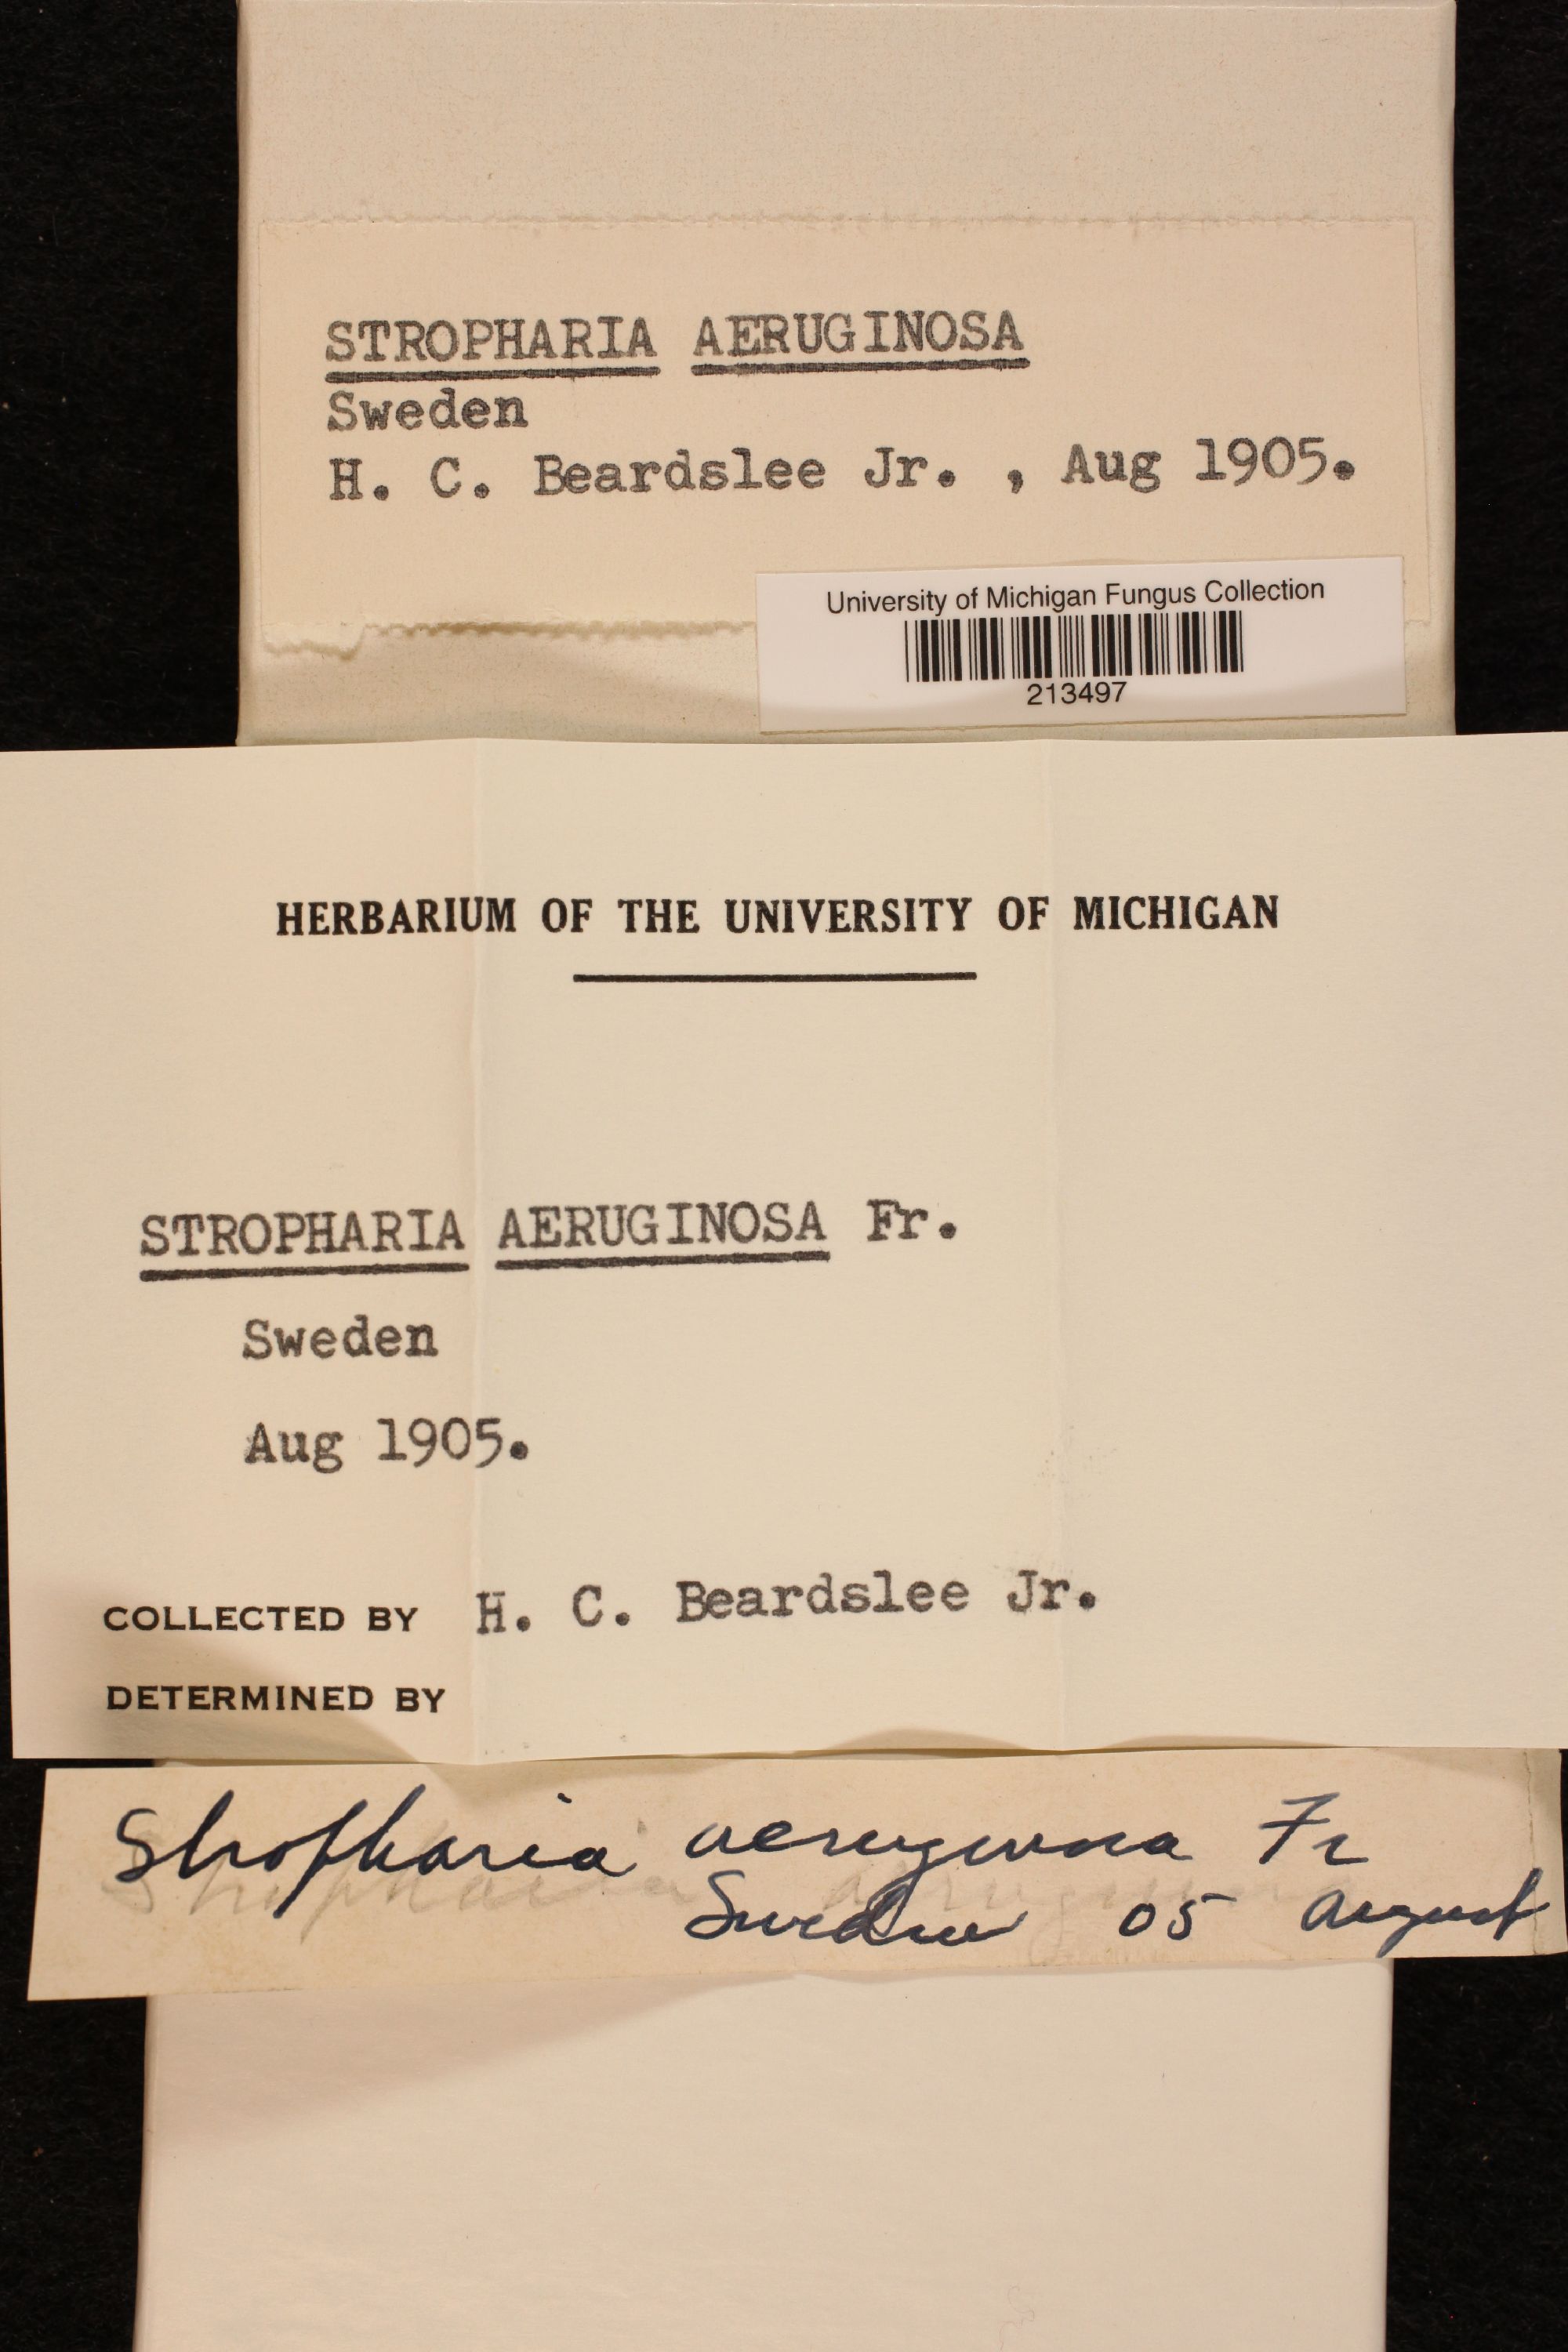 STROPHARIA AERUGINOSA
Sweden
H. C. Beardslee Jr. , Aug 1905.
University of Michigan Fungus Collection
213497
HERBARIUM OF THE UNIVERSITY OF MICHIGAN
STROPHARIA AERUGINOSA Fr.
Sweden
Aug 1905.
COLLECTED BY H. C. Beardslee Jr.
DETERMINED BY
Stropharia aeruginosa Fr
Sweden 05 August